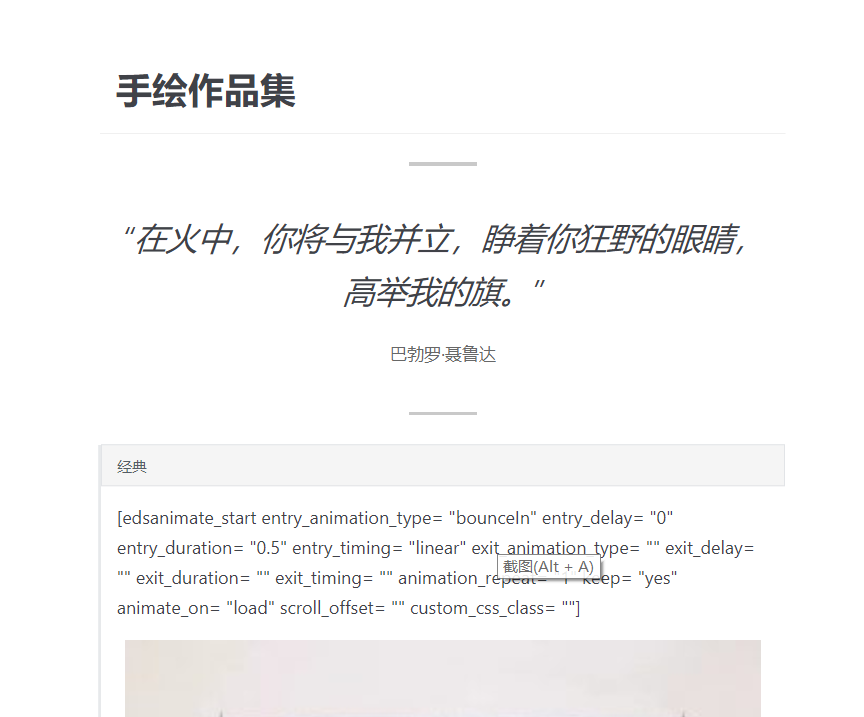 手绘作品集
“在火中，你将与我并立，睁着你狂野的眼睛，
高举我的旗。”
巴勃罗·聂鲁达
经典
[edsanimate_start entry_animation_type= "bounceIn" entry_delay= "0"
entry_duration= "0.5" entry_timing= "linear" exit_animation_type= "" exit_delay=
"" exit_duration= "" exit_timing= "" animation_repeat= "1" keep= "yes"
截图(Alt + A)
animate_on= "load" scroll_offset= "" custom_css_class= ""]